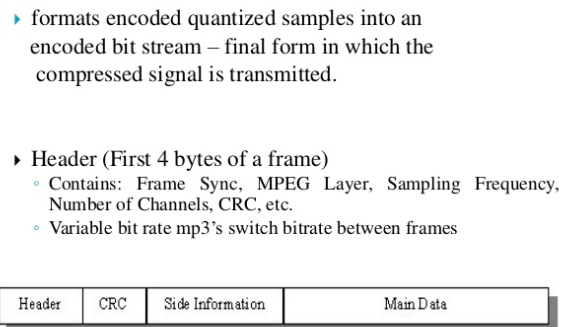 formats encoded quantized samples into an
encoded bit stream – final form in which the
compressed signal is transmitted.
Header (First 4 bytes of a frame)
Contains: Frame Sync, MPEG Layer, Sampling Frequency,
Number of Channels, CRC, etc.
Variable bit rate mp3's switch bitrate between frames
Header CRC Side Information Main Data